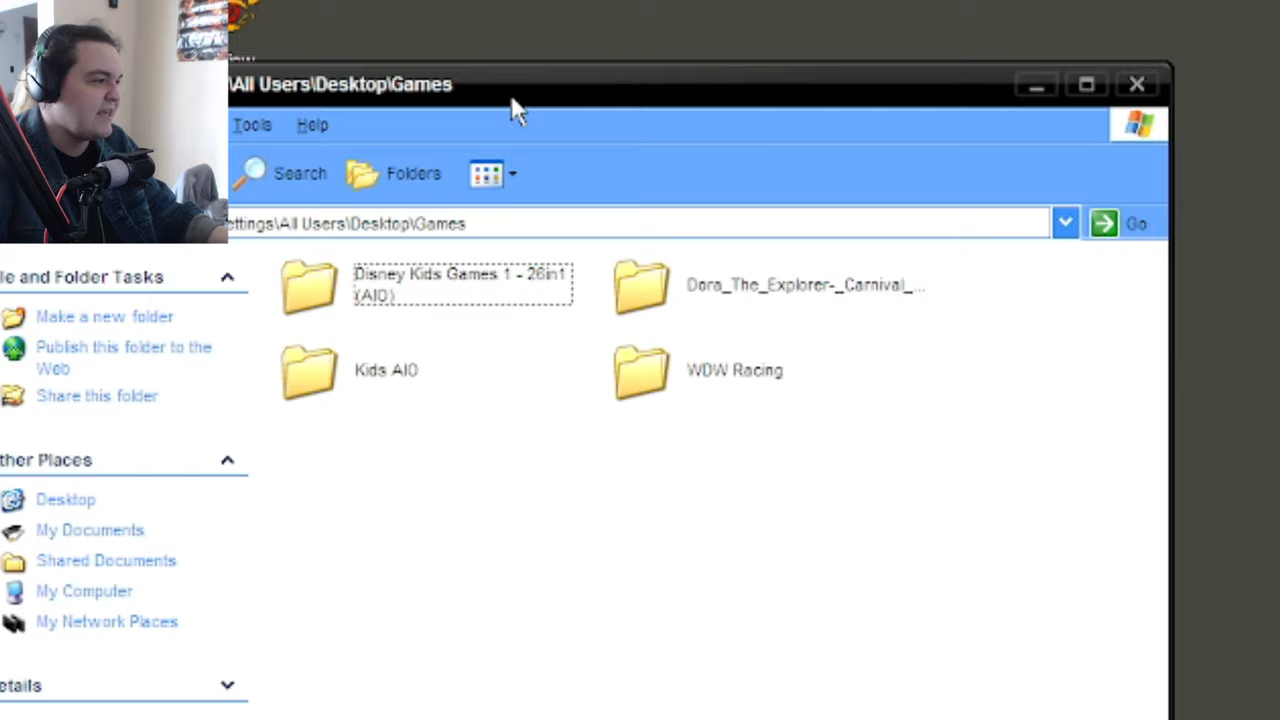 \All Users\Desktop\Games
Tools Help
Search Folders
ettings\All Users\Desktop\Games Go
le and Folder Tasks
Make a new folder
Publish this folder to the
Web
Share this folder
ther Places
Desktop
My Documents
Shared Documents
My Computer
My Network Places
etails
Disney Kids Games 1 - 26in1
(AIO)
Dora_The_Explorer-_Carnival_...
Kids AIO
WDW Racing